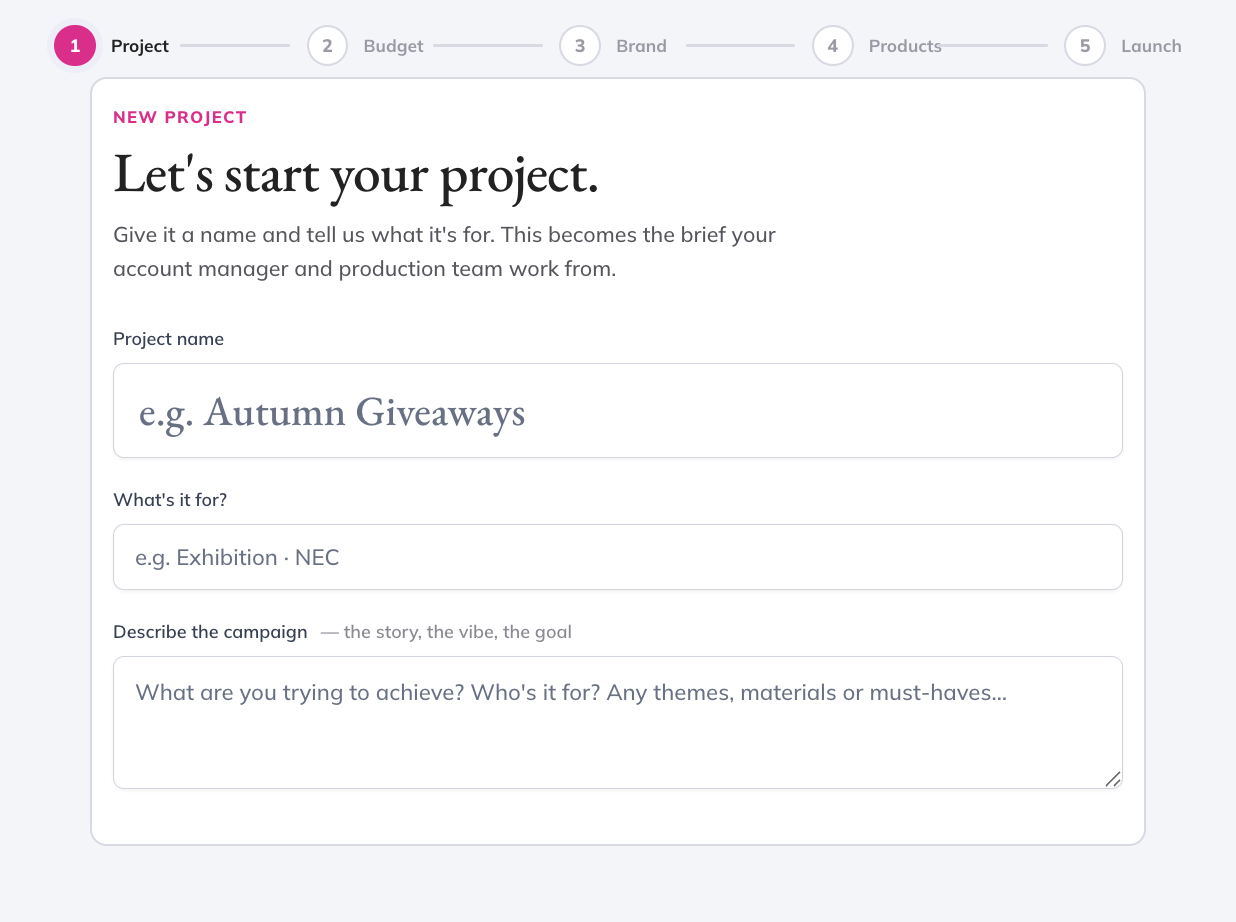 1 Project 2 Budget 3 Brand 4 Products 5 Launch
NEW PROJECT
Let's start your project.
Give it a name and tell us what it's for. This becomes the brief your
account manager and production team work from.
Project name
e.g. Autumn Giveaways
What's it for?
e.g. Exhibition · NEC
Describe the campaign — the story, the vibe, the goal
What are you trying to achieve? Who's it for? Any themes, materials or must-haves...